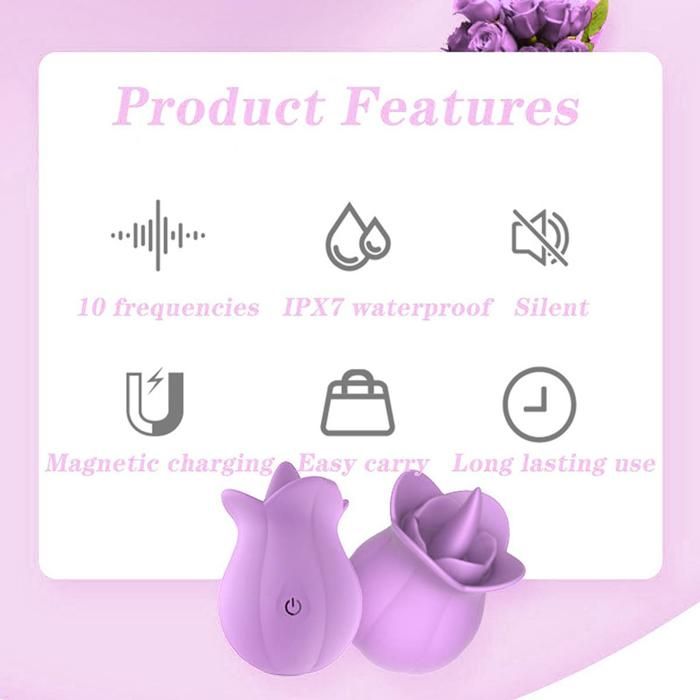 Product Features
10 frequencies IPX7 waterproof Silent
Magnetic charging Easy carry Long lasting use